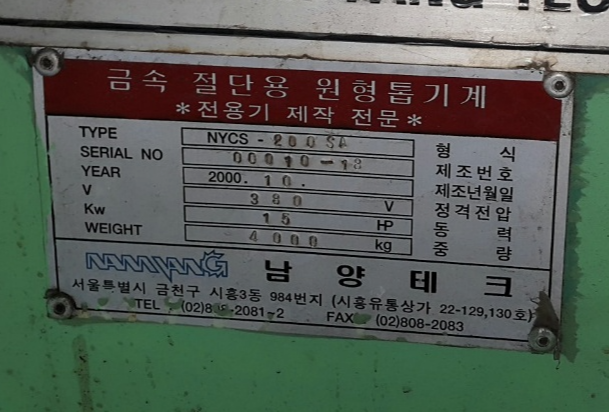 금속 절단용 원형톱기계
*전용기 제작 전문*
TYPE NYCS - 200SA 형 식
SERIAL NO 00010-18 제조번호
YEAR 2000. 10. 제조년월일
V 380 V 정격전압
Kw 15 HP 동 력
WEIGHT 4000 kg 중 량
NAMYANG 남양테크
서울특별시 금천구 시흥3동 984번지 (시흥유통상가 22-129,130호)
TEL FAX (02)808-2083